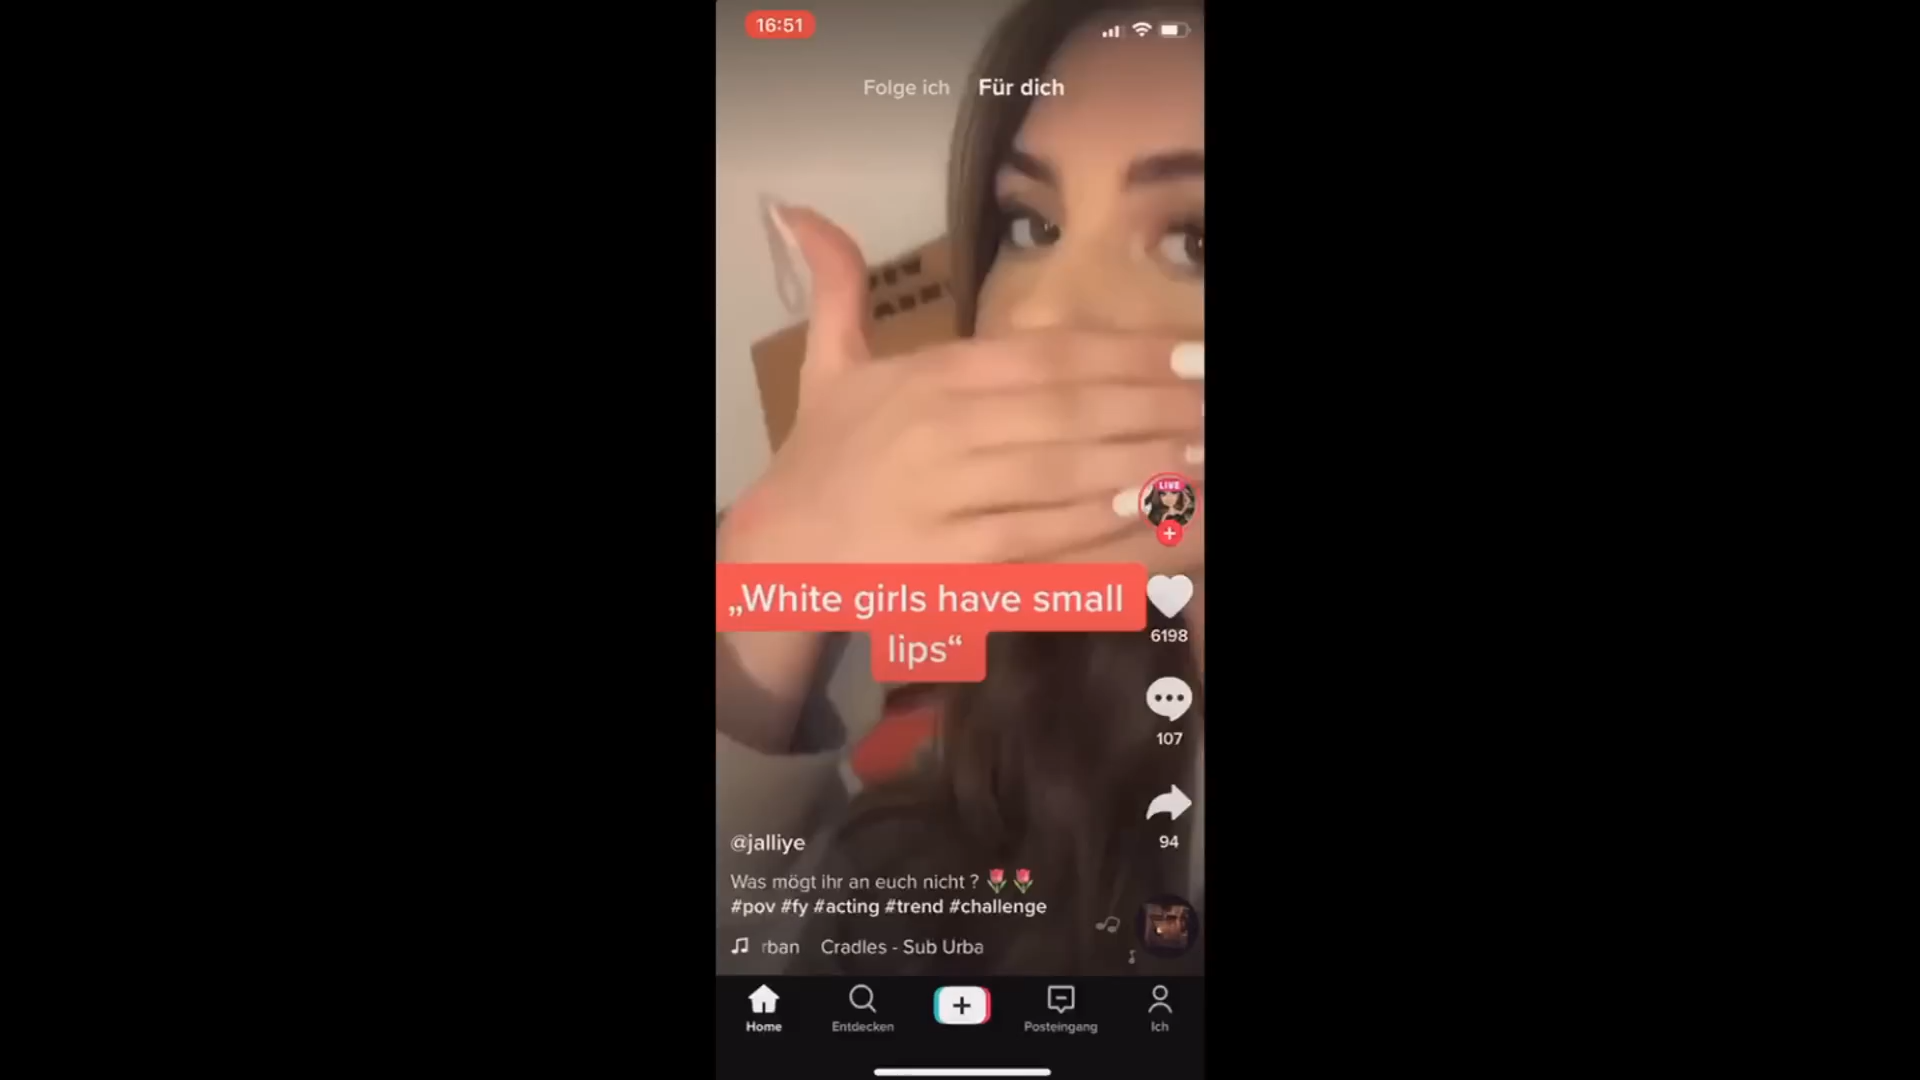 16:51
Folge ich Für dich
LIVE
„White girls have small
lips“
6198
107
94
@jalliye
Was mögt ihr an euch nicht ? 🌷🌷
#pov #fy #acting #trend #challenge
rban Cradles - Sub Urba
Home Entdecken Posteingang Ich